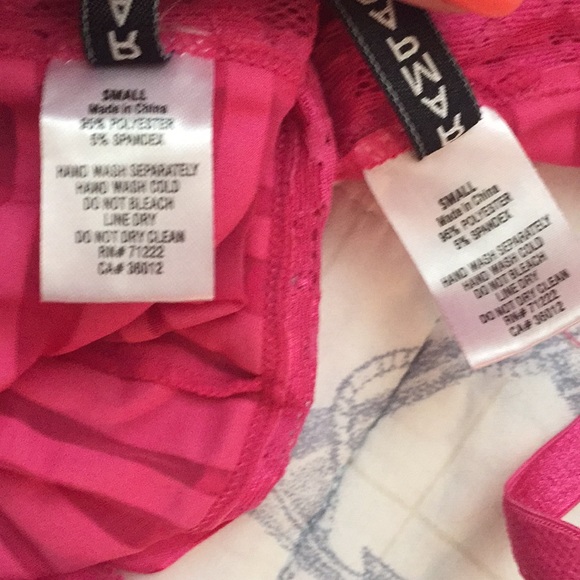 SMALL
Made in China
95% POLYESTER
5% SPANDEX
HAND WASH SEPARATELY
HAND WASH COLD
DO NOT BLEACH
LINE DRY
DO NOT DRY CLEAN
RN# 71222
CA# 36012
SMALL
Made in China
95% POLYESTER
5% SPANDEX
HAND WASH SEPARATELY
HAND WASH COLD
DO NOT BLEACH
LINE DRY
DO NOT DRY CLEAN
RN# 71222
CA# 36012